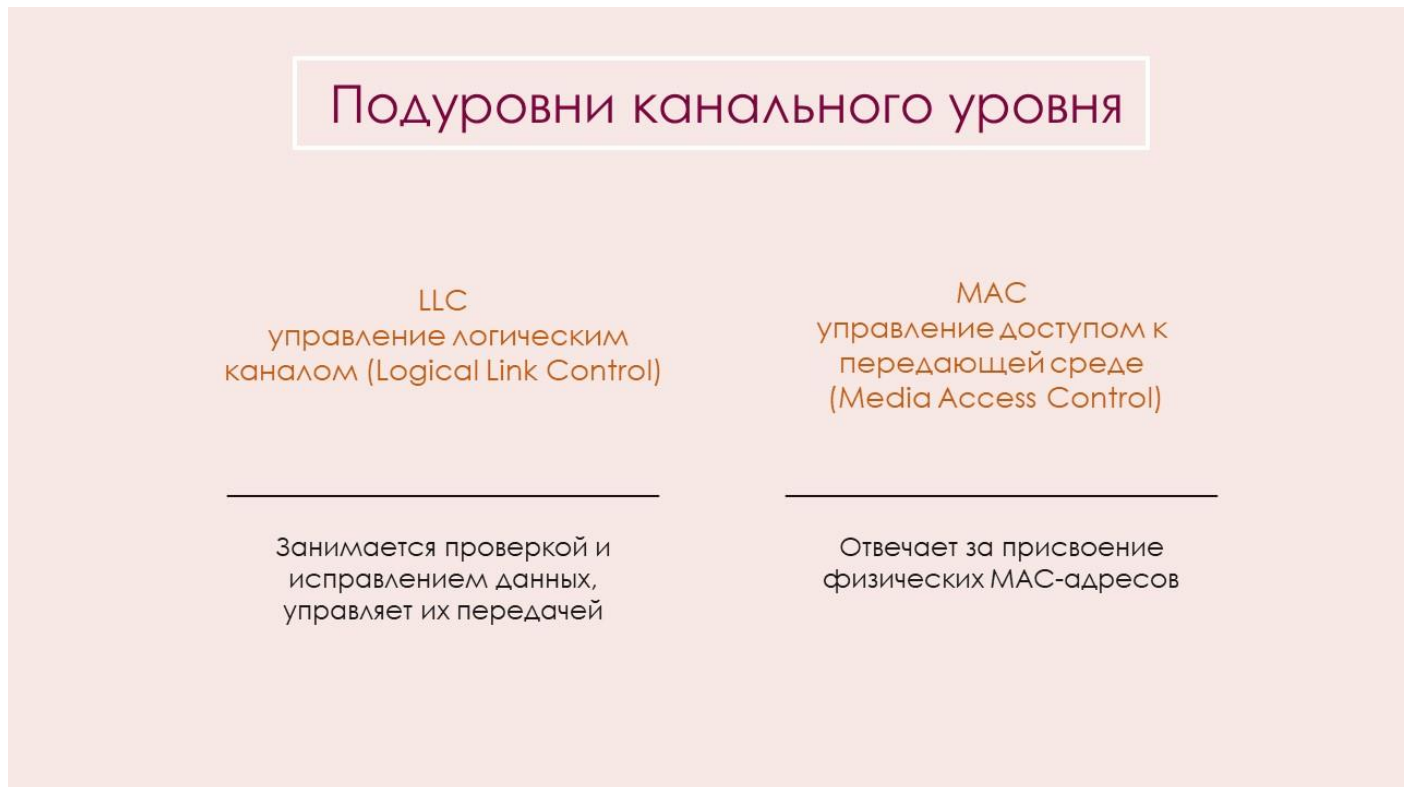 Подуровни канального уровня
LLC
управление логическим
каналом (Logical Link Control)
Занимается проверкой и
исправлением данных,
управляет их передачей
MAC
управление доступом к
передающей среде
(Media Access Control)
Отвечает за присвоение
физических MAC-адресов